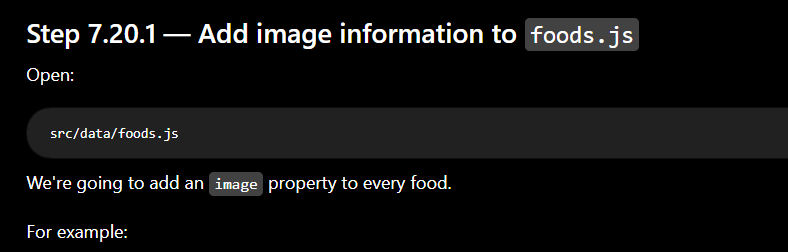 Step 7.20.1 — Add image information to foods.js
Open:
src/data/foods.js
We're going to add an image property to every food.
For example: